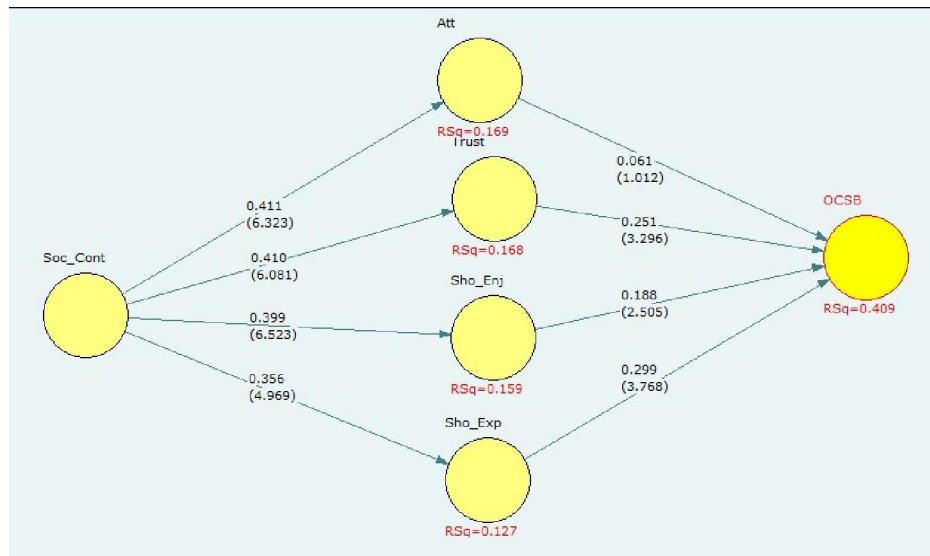 Att
RSq=0.169
Trust
0.061
(1.012)
OCSB
0.411
(6.323)
0.251
(3.296)
RSq=0.168
0.410
(6.081)
Soc_Cont
Sho_Enj
0.188
(2.505)
RSq=0.409
0.399
(6.523)
0.356
(4.969)
RSq=0.159
0.299
(3.768)
Sho_Exp
RSq=0.127